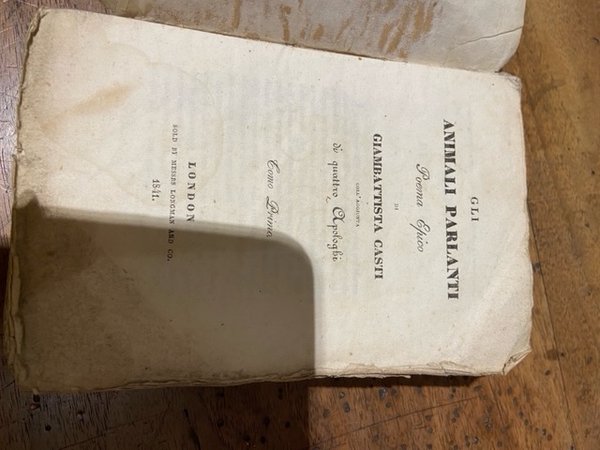 GLI
ANIMALI PARLANTI
Poema Epico
DI
GIAMBATTISTA CASTI
COLL'AGGIUNTA
di quattro Apologhi
Tomo Primo
LONDON
SOLD BY MESSRS LONGMAN AND CO.
1841.